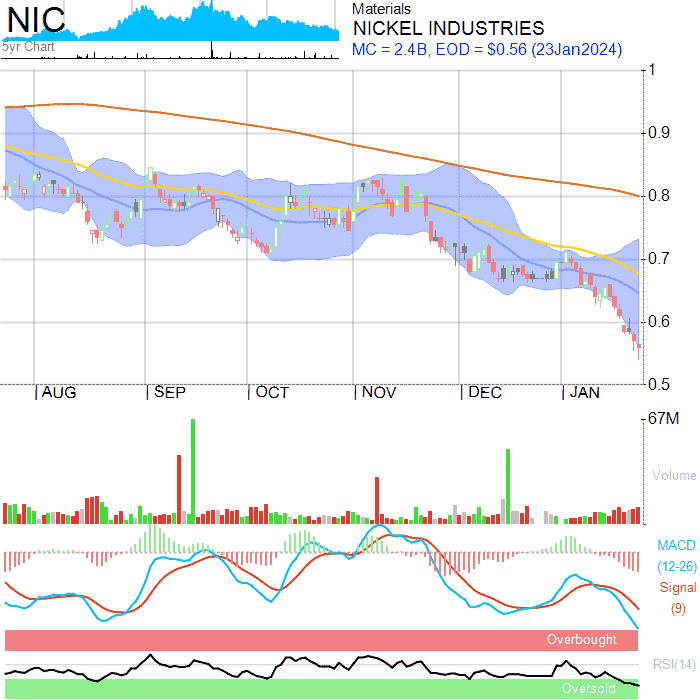 NIC
5yr Chart
Materials
NICKEL INDUSTRIES
MC = 2.4B, EOD = $0.56 (23Jan2024)
1
0.9
0.8
0.7
0.6
0.5
AUG SEP OCT NOV DEC JAN
67M
Volume
MACD
(12-26)
Signal
(9)
Overbought
RSI(14)
Oversold